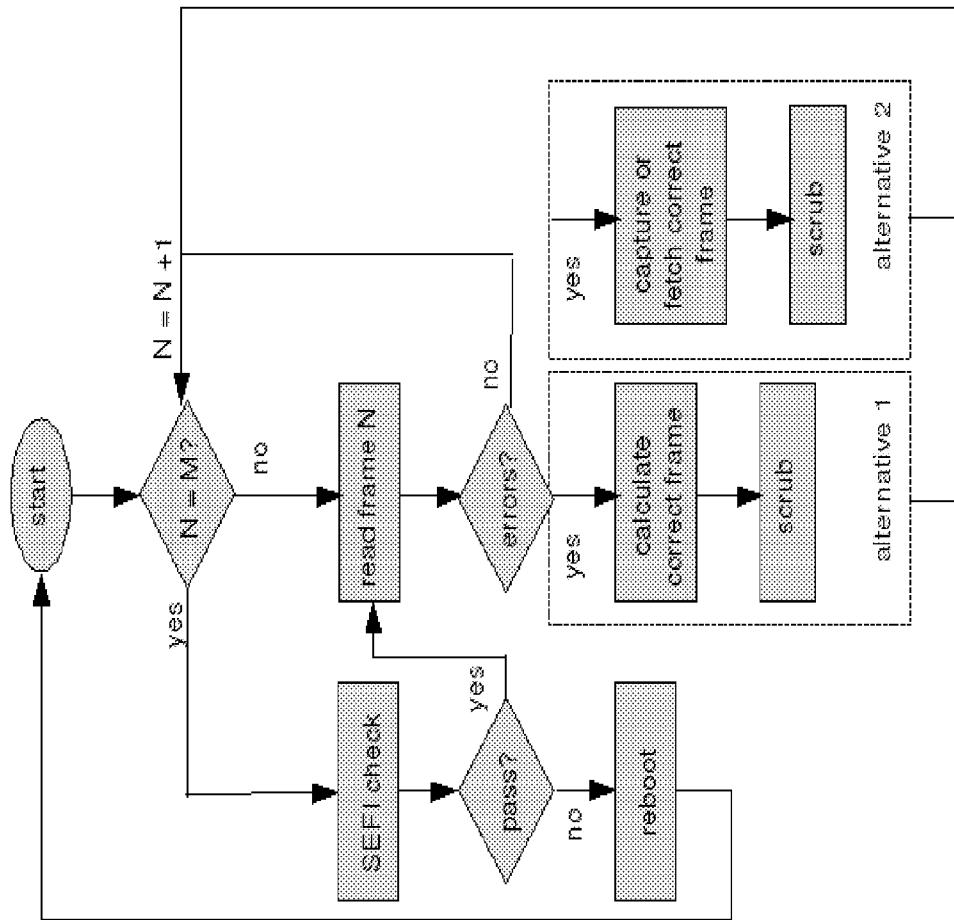 start
N = N +1
N = M?
yes
no
SEFI check
read frame N
pass?
yes
errors?
no
no
reboot
yes
calculate
correct frame
scrub
alternative 1
yes
capture or
fetch correct
frame
scrub
alternative 2